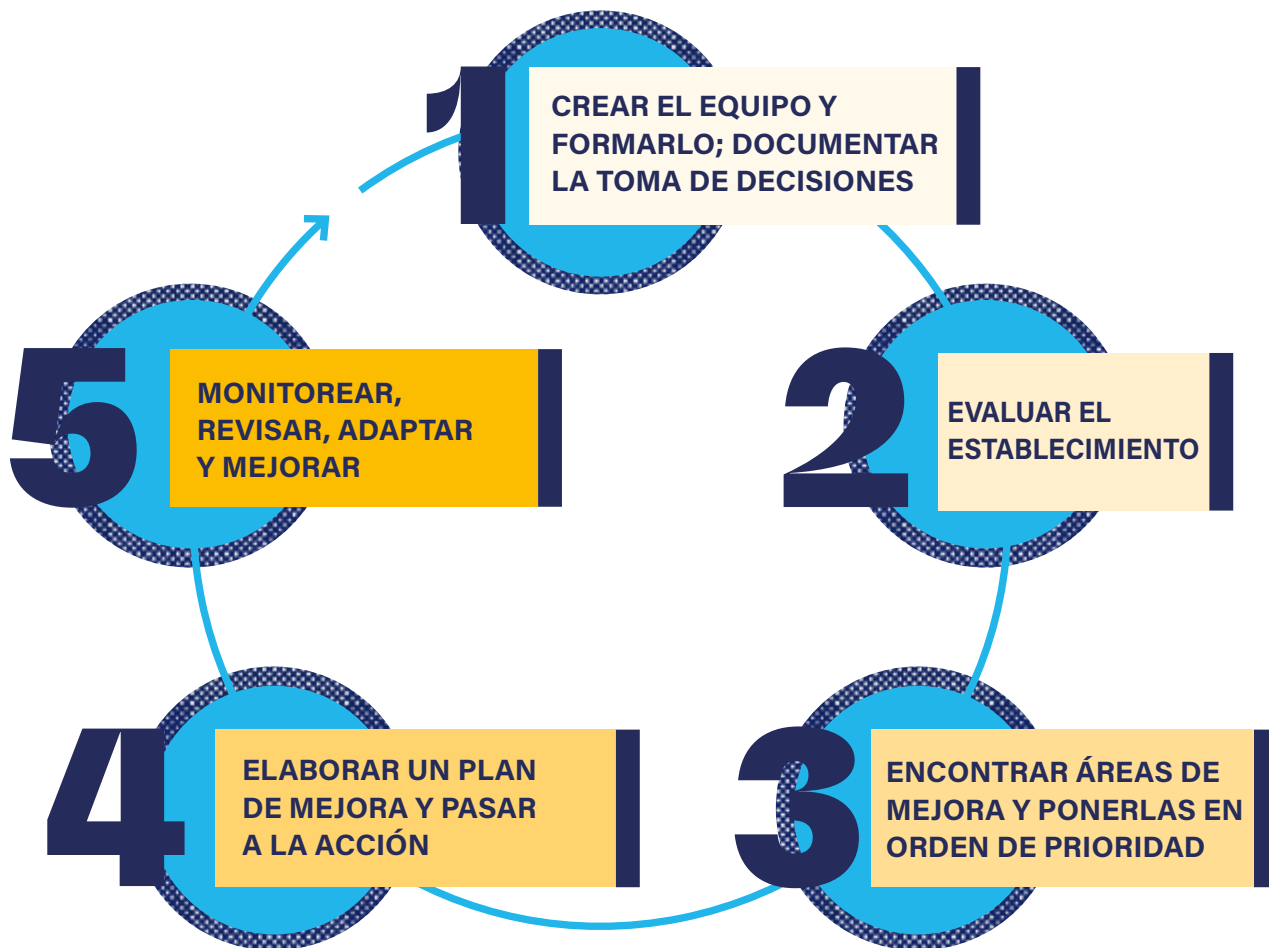 1
CREAR EL EQUIPO Y
FORMARLO; DOCUMENTAR
LA TOMA DE DECISIONES
2
EVALUAR EL
ESTABLECIMIENTO
3
ENCONTRAR ÁREAS DE
MEJORA Y PONERLAS EN
ORDEN DE PRIORIDAD
4
ELABORAR UN PLAN
DE MEJORA Y PASAR
A LA ACCIÓN
5
MONITOREAR,
REVISAR, ADAPTAR
Y MEJORAR